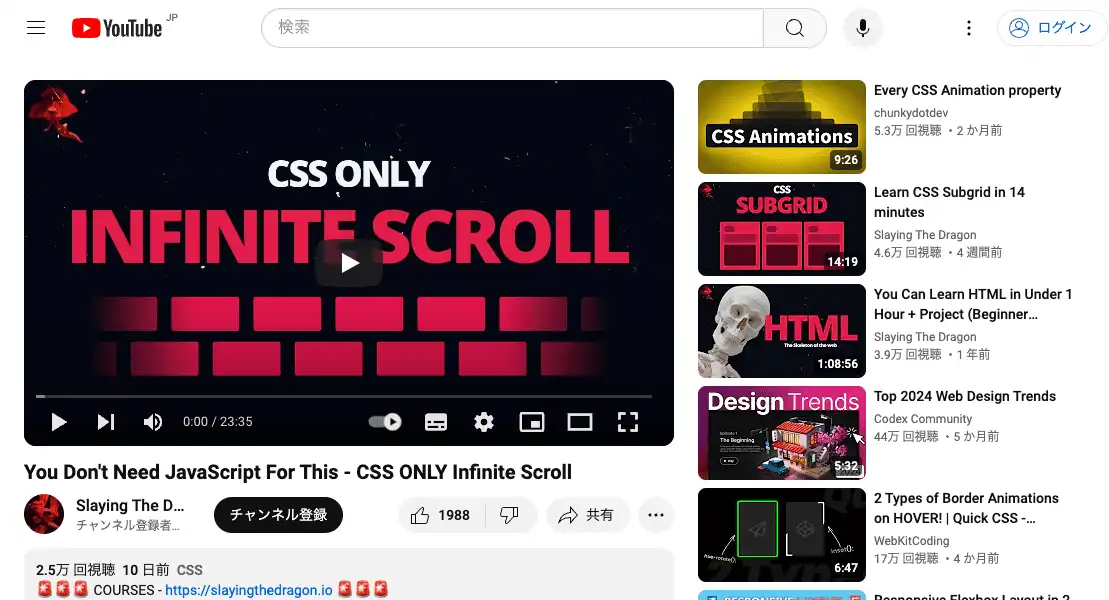 YouTube JP
検索
ログイン
CSS ONLY
INFINITE SCROLL
0:00 / 23:35
You Don't Need JavaScript For This - CSS ONLY Infinite Scroll
Slaying The D...
チャンネル登録者...
チャンネル登録
1988
共有
2.5万 回視聴 10 日前 CSS
🚨🚨🚨 COURSES - https://slayingthedragon.io 🚨🚨🚨
CSS Animations
9:26
Every CSS Animation property
chunkydotdev
5.3万 回視聴 ・2 か月前
CSS
SUBGRID
14:19
Learn CSS Subgrid in 14
minutes
Slaying The Dragon
4.6万 回視聴 ・4 週間前
HTML
The Skeleton of the web
1:08:56
You Can Learn HTML in Under 1
Hour + Project (Beginner...
Slaying The Dragon
3.9万 回視聴 ・1 年前
Design Trends
Episode 1
The Beginning
Play
5:32
Top 2024 Web Design Trends
Codex Community
44万 回視聴 ・5 か月前
hue-rotate();
inset();
6:47
2 Types of Border Animations
on HOVER! | Quick CSS -...
WebKitCoding
17万 回視聴 ・4 か月前
RESPONSIVE
Responsive Flexbox Layout in 2